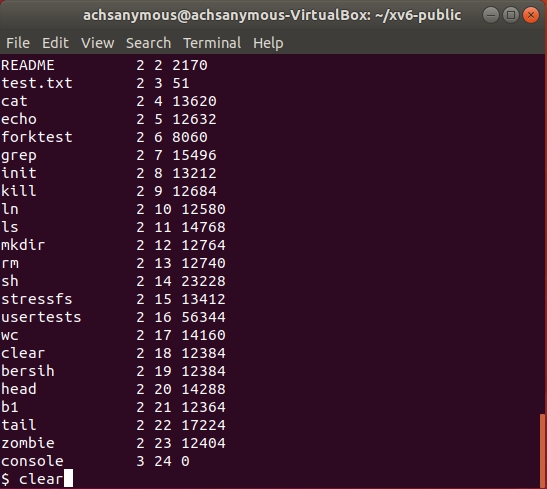 achsanymous@achsanymous-VirtualBox: ~/xv6-public
File Edit View Search Terminal Help
README 2 2 2170
test.txt 2 3 51
cat 2 4 13620
echo 2 5 12632
forktest 2 6 8060
grep 2 7 15496
init 2 8 13212
kill 2 9 12684
ln 2 10 12580
ls 2 11 14768
mkdir 2 12 12764
rm 2 13 12740
sh 2 14 23228
stressfs 2 15 13412
usertests 2 16 56344
wc 2 17 14160
clear 2 18 12384
bersih 2 19 12384
head 2 20 14288
b1 2 21 12364
tail 2 22 17224
zombie 2 23 12404
console 3 24 0
$ clear